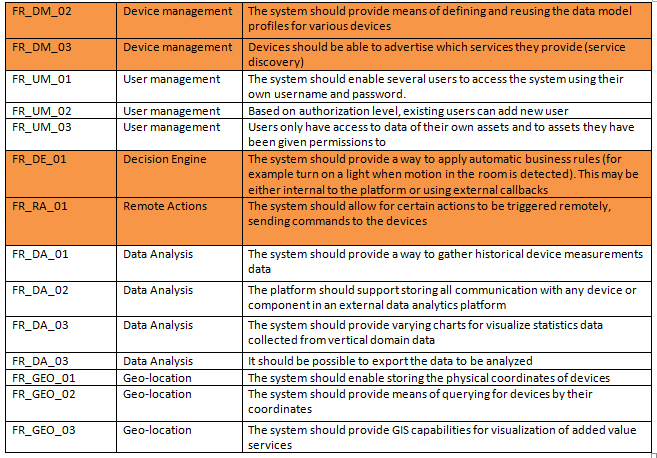 FR_DM_02 Device management The system should provide means of defining and reusing the data model
profiles for various devices
FR_DM_03 Device management Devices should be able to advertise which services they provide (service
discovery)
FR_UM_01 User management The system should enable several users to access the system using their
own username and password.
FR_UM_02 User management Based on authorization level, existing users can add new user
FR_UM_03 User management Users only have access to data of their own assets and to assets they have
been given permissions to
FR_DE_01 Decision Engine The system should provide a way to apply automatic business rules (for
example turn on a light when motion in the room is detected). This may be
either internal to the platform or using external callbacks
FR_RA_01 Remote Actions The system should allow for certain actions to be triggered remotely,
sending commands to the devices
FR_DA_01 Data Analysis The system should provide a way to gather historical device measurements
data
FR_DA_02 Data Analysis The platform should support storing all communication with any device or
component in an external data analytics platform
FR_DA_03 Data Analysis The system should provide varying charts for visualize statistics data
collected from vertical domain data
FR_DA_03 Data Analysis It should be possible to export the data to be analyzed
FR_GEO_01 Geo-location The system should enable storing the physical coordinates of devices
FR_GEO_02 Geo-location The system should provide means of querying for devices by their
coordinates
FR_GEO_03 Geo-location The system should provide GIS capabilities for visualization of added value
services